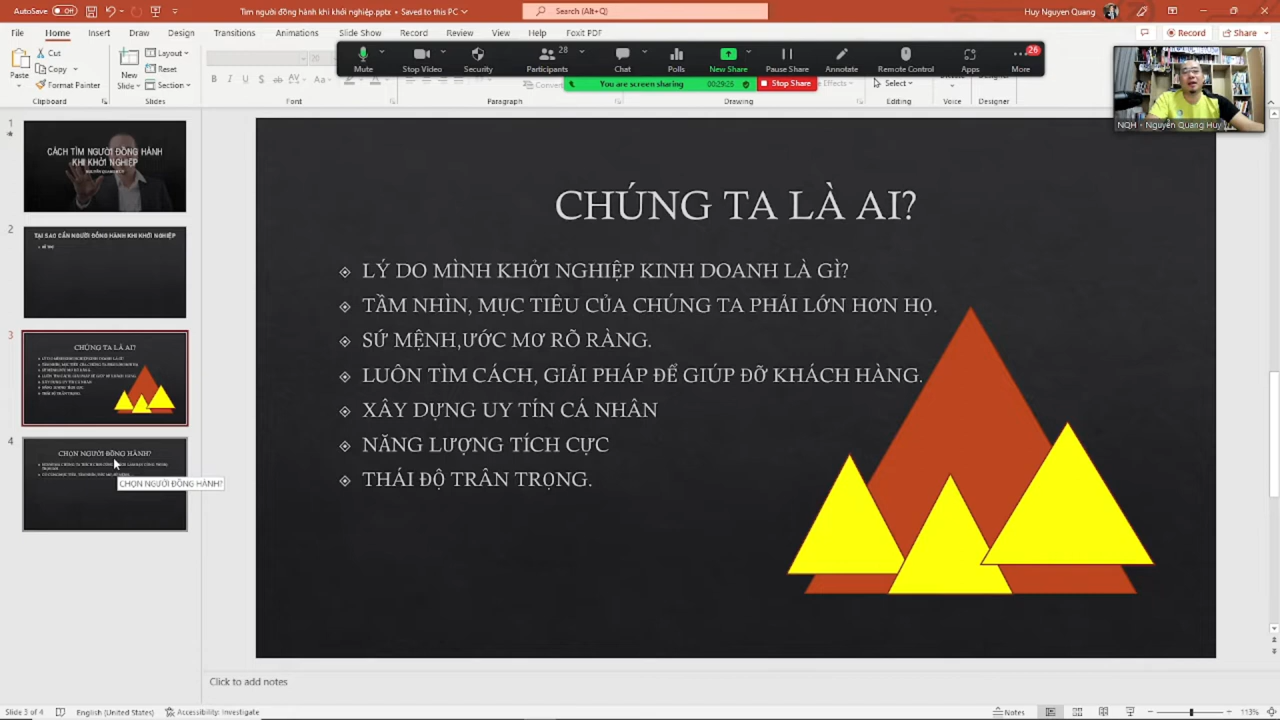 AutoSave
Tìm người đồng hành khi khởi nghiệp.pptx • Saved to this PC
Search (Alt+Q)
Huy Nguyen Quang
File
Home
Insert
Draw
Design
Transitions
Animations
Slide Show
Record
Review
View
Help
Foxit PDF
Record
Share
Paste
Cut
Copy
Format Painter
Clipboard
New
Slide
Layout
Reset
Section
Slides
20
Font
Paragraph
Drawing
Select
Editing
Voice
Designer
Mute
Stop Video
Security
Participants
28
Chat
Polls
New Share
Pause Share
Annotate
Remote Control
Apps
More
26
You are screen sharing
Stop Share
NQH - Nguyễn Quang Huy
1
CÁCH TÌM NGƯỜI ĐỒNG HÀNH
KHI KHỞI NGHIỆP
2
TẠI SAO CẦN NGƯỜI ĐỒNG HÀNH KHI KHỞI NGHIỆP
3
CHÚNG TA LÀ AI?
4
CHỌN NGƯỜI ĐỒNG HÀNH?
CHỌN NGƯỜI ĐỒNG HÀNH?
CHÚNG TA LÀ AI?
LÝ DO MÌNH KHỞI NGHIỆP KINH DOANH LÀ GÌ?
TẦM NHÌN, MỤC TIÊU CỦA CHÚNG TA PHẢI LỚN HƠN HỌ.
SỨ MỆNH,ƯỚC MƠ RÕ RÀNG.
LUÔN TÌM CÁCH, GIẢI PHÁP ĐỂ GIÚP ĐỠ KHÁCH HÀNG.
XÂY DỰNG UY TÍN CÁ NHÂN
NĂNG LƯỢNG TÍCH CỰC
THÁI ĐỘ TRÂN TRỌNG.
Click to add notes
Slide 3 of 4
English (United States)
Accessibility: Investigate
Notes
113%